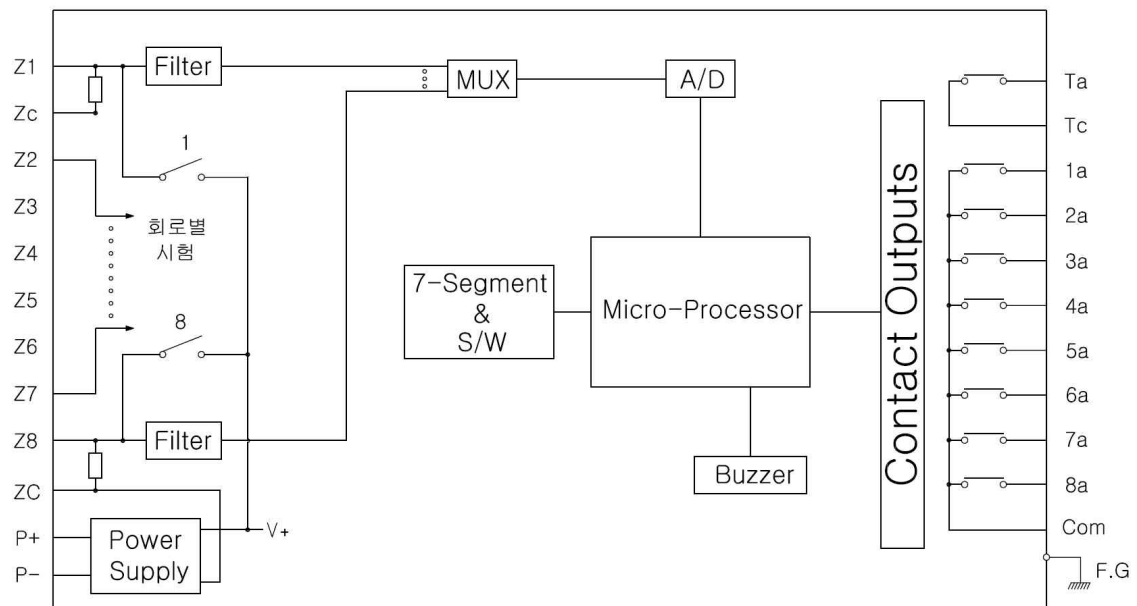 Z1
Zc
Z2
Z3
Z4
Z5
Z6
Z7
Z8
ZC
P+
P-
Filter
1
회로별
시험
8
Filter
Power
Supply
V+
MUX
A/D
7-Segment
&
S/W
Micro-Processor
Buzzer
Contact Outputs
Ta
Tc
1a
2a
3a
4a
5a
6a
7a
8a
Com
F.G